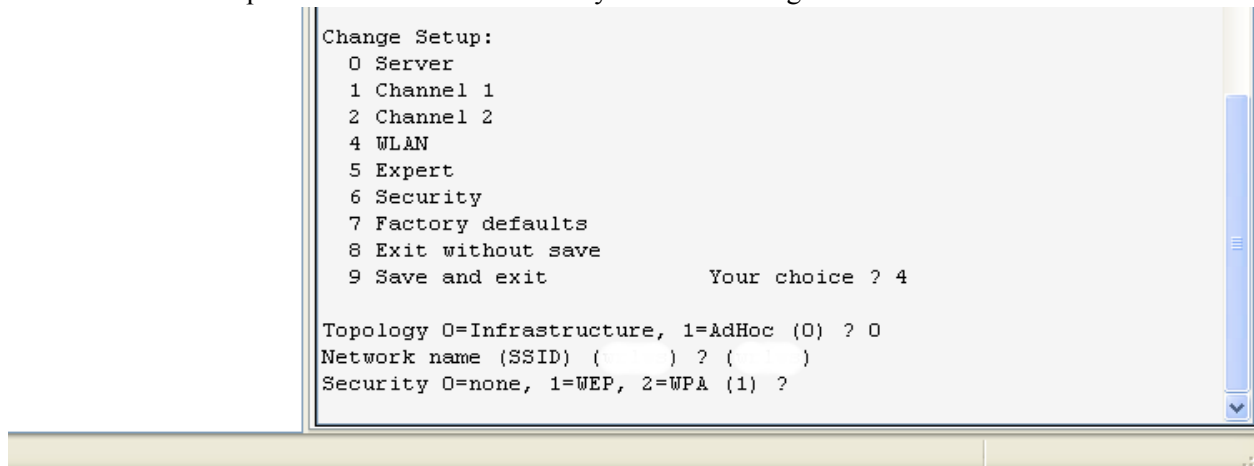 Change Setup:
0 Server
1 Channel 1
2 Channel 2
4 WLAN
5 Expert
6 Security
7 Factory defaults
8 Exit without save
9 Save and exit Your choice ? 4
Topology 0=Infrastructure, 1=AdHoc (0) ? 0
Network name (SSID) ( ) ? ( )
Security 0=none, 1=WEP, 2=WPA (1) ?